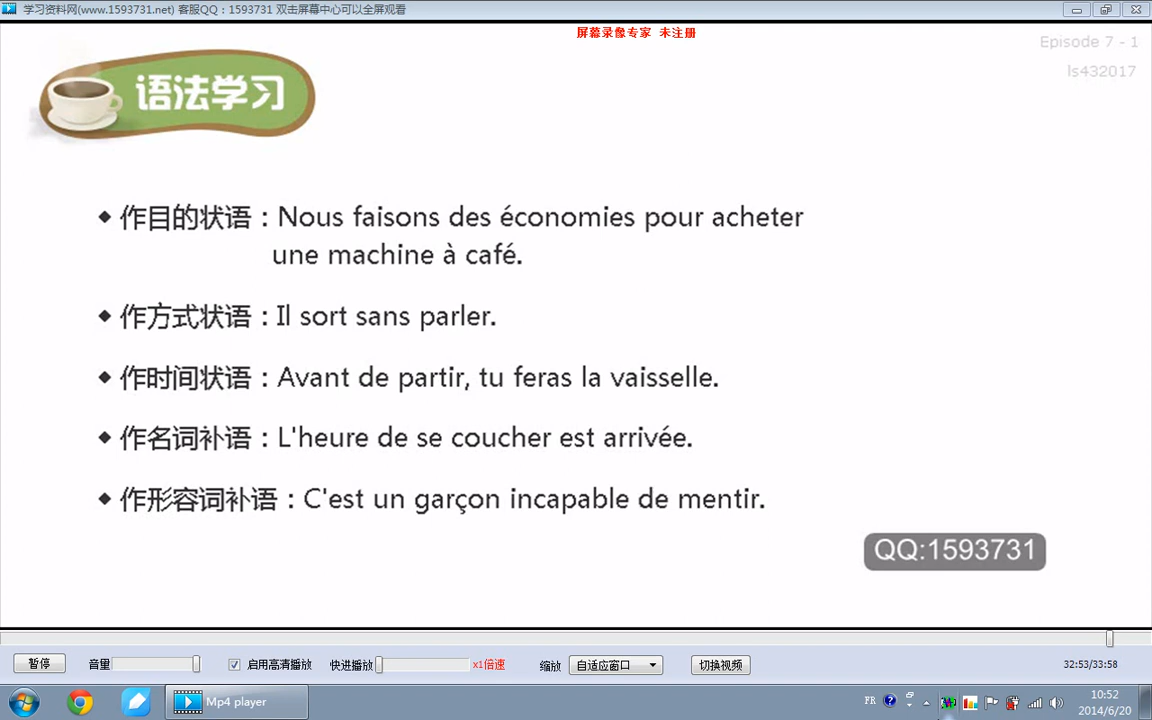 学习资料网(www.1593731.net) 客服QQ：1593731 双击屏幕中心可以全屏观看
屏幕录像专家 未注册
Episode 7 - 1
ls432017
语法学习
◆ 作目的状语：Nous faisons des économies pour acheter
une machine à café.
◆ 作方式状语：Il sort sans parler.
◆ 作时间状语：Avant de partir, tu feras la vaisselle.
◆ 作名词补语：L'heure de se coucher est arrivée.
◆ 作形容词补语：C'est un garçon incapable de mentir.
QQ:1593731
暂停 音量 启用高清播放 快进播放 x1倍速 缩放 自适应窗口 切换视频 32:53/33:58
Mp4 player FR 10:52
2014/6/20